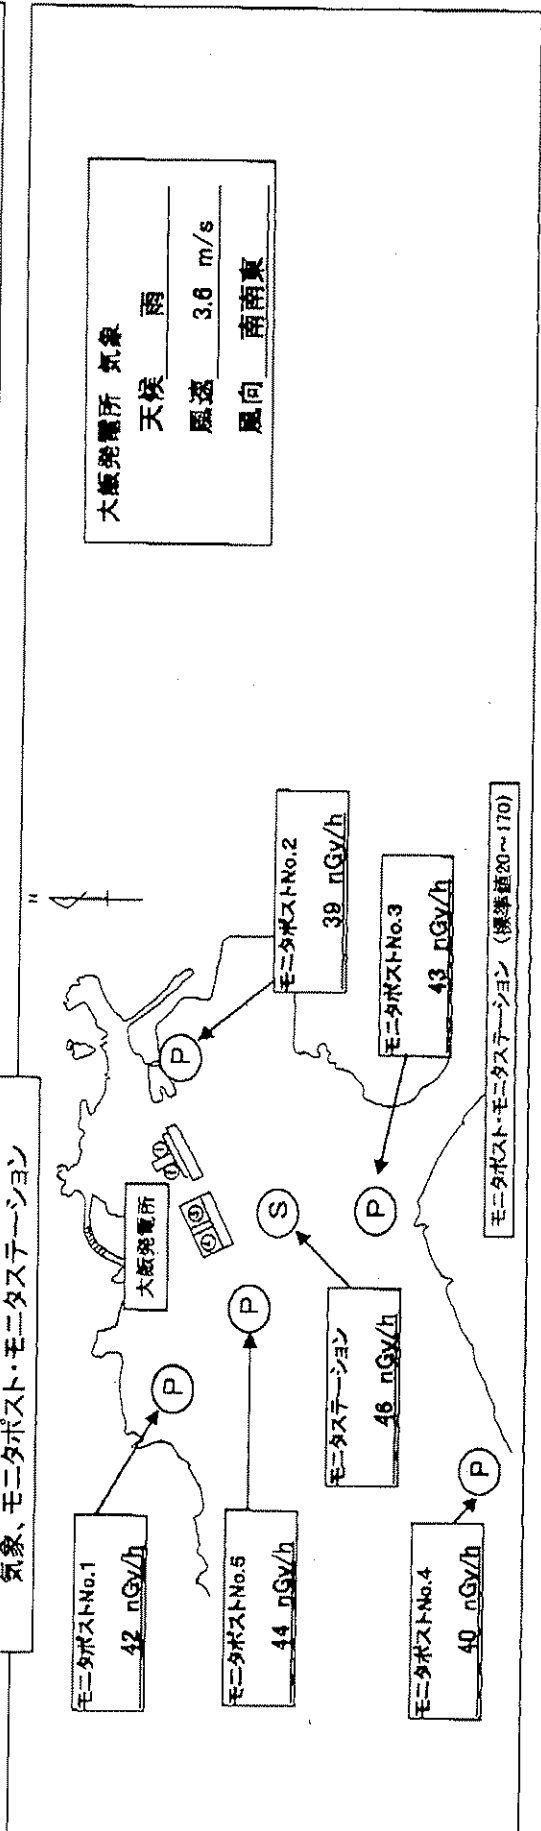 気象、モニタポスト・モニタステーション
N
大飯発電所 気象
天候 雨
風速 3.6 m/s
風向 南南東
大飯発電所
モニタポストNo.1
42 nGy/h
モニタポストNo.2
39 nGy/h
モニタポストNo.5
44 nGy/h
モニタステーション
46 nGy/h
モニタポストNo.3
43 nGy/h
モニタポストNo.4
40 nGy/h
P
P
P
S
P
P
①
②
③
④
モニタポスト・モニタステーション (標準値20~170)